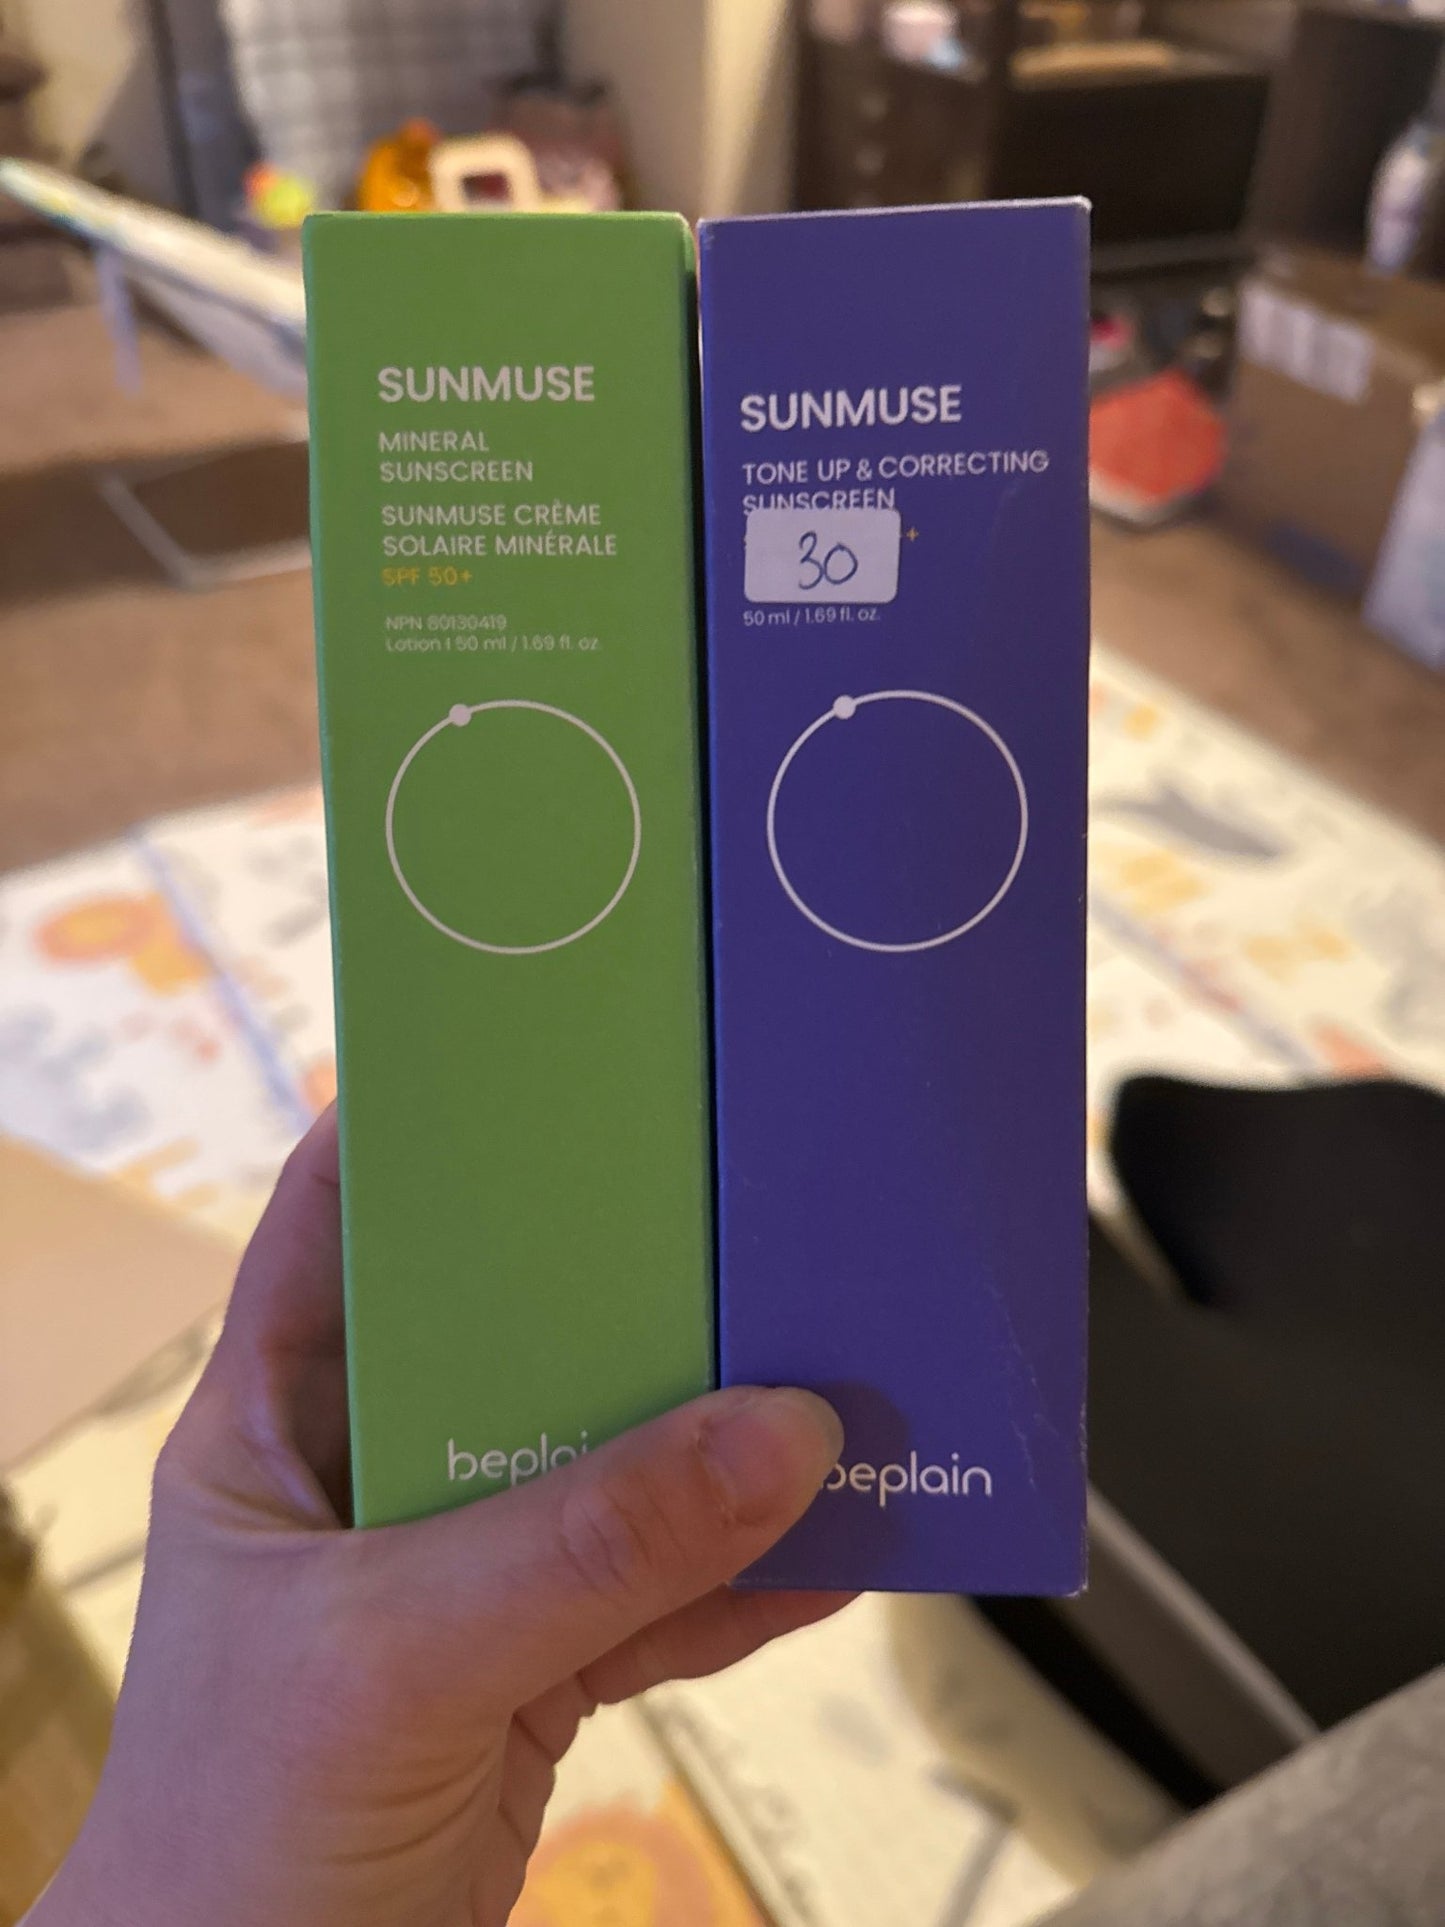 SUNMUSE
MINERAL
SUNSCREEN
SUNMUSE CRÈME
SOLAIRE MINÉRALE
SPF 50+
NPN 80130419
Lotion I 50 ml / 1.69 fl. oz.
beplai
SUNMUSE
TONE UP & CORRECTING
SUNSCREEN
+
30
50 ml / 1.69 fl. oz.
beplain